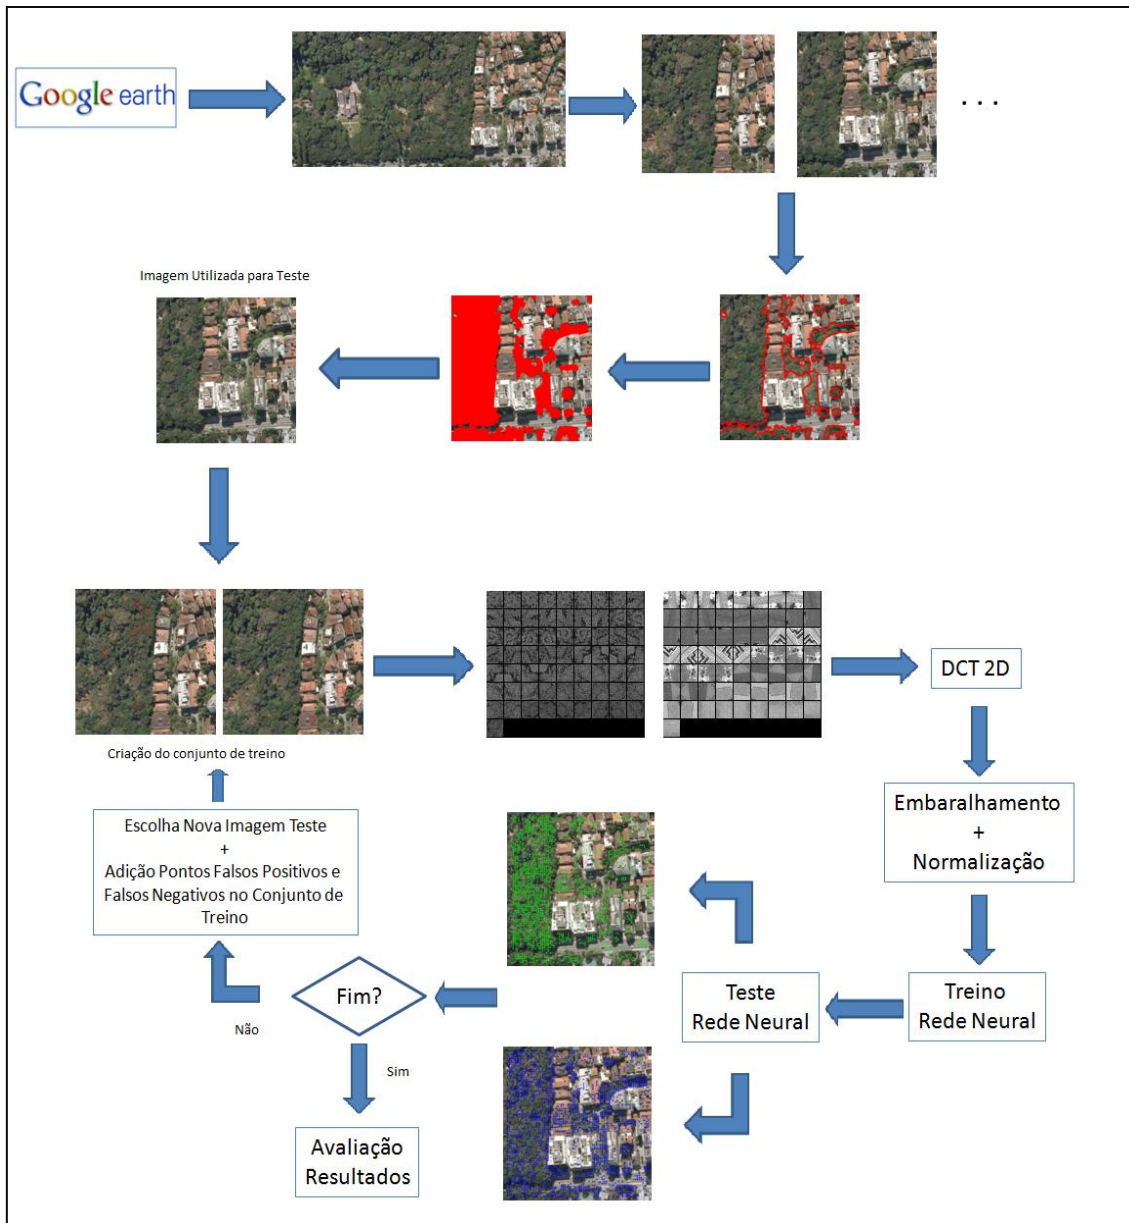 Google earth
. . .
Imagem Utilizada para Teste
Criação do conjunto de treino
DCT 2D
Embaralhamento
+
Normalização
Escolha Nova Imagem Teste
+
Adição Pontos Falsos Positivos e
Falsos Negativos no Conjunto de
Treino
Fim?
Não
Sim
Teste
Rede Neural
Treino
Rede Neural
Avaliação
Resultados